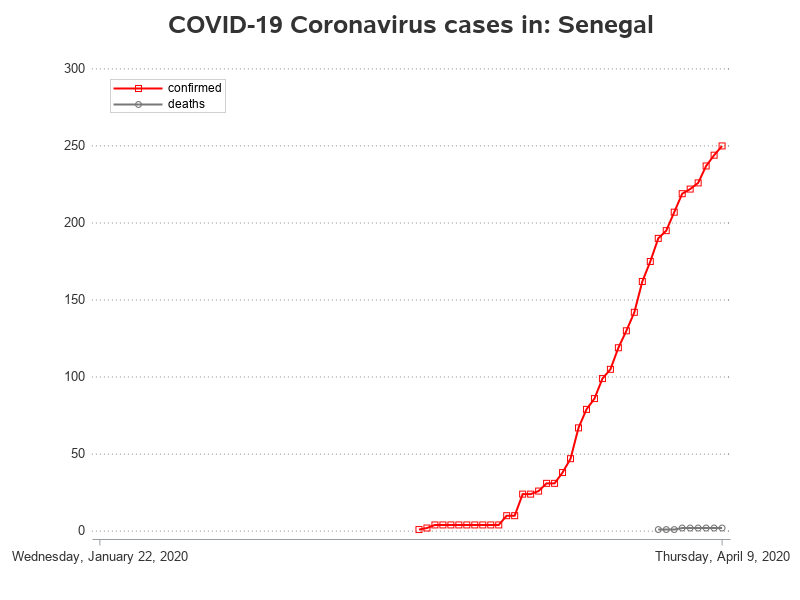 COVID-19 Coronavirus cases in: Senegal
300
confirmed
deaths
250
200
150
100
50
0
Wednesday, January 22, 2020
Thursday, April 9, 2020